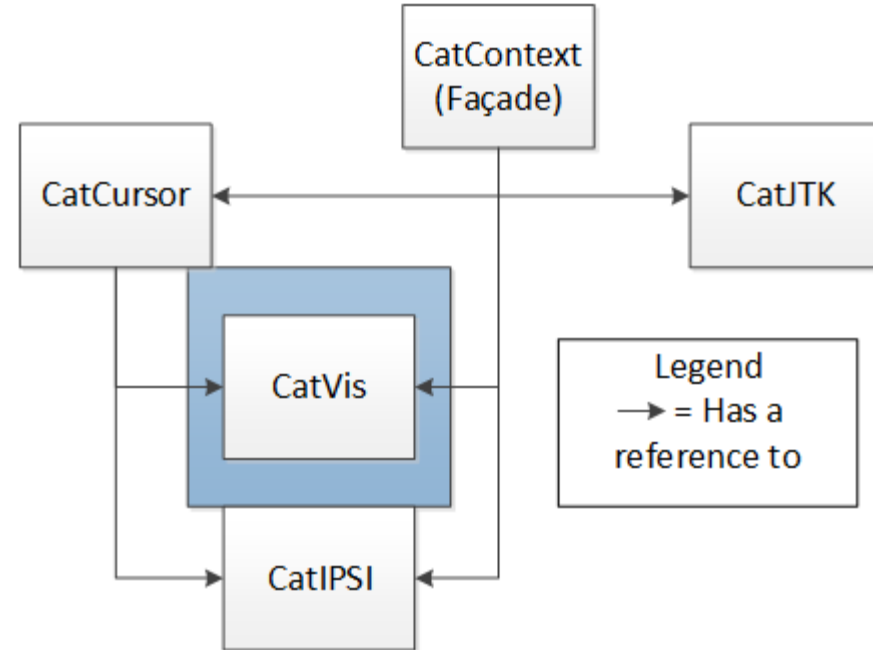 CatContext
(Façade)
CatCursor
CatJTK
CatVis
Legend
→ = Has a
reference to
CatIPSI